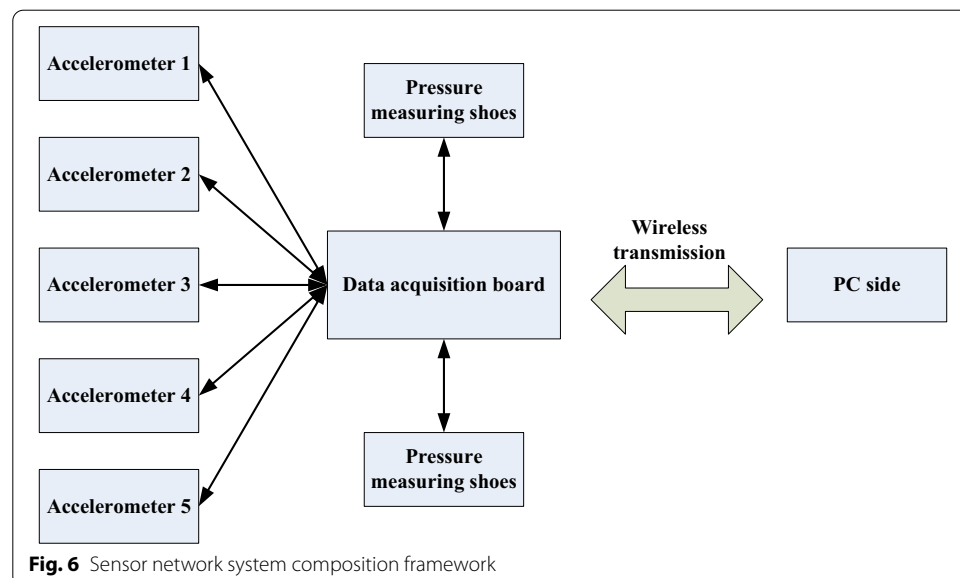 Accelerometer 1
Accelerometer 2
Accelerometer 3
Accelerometer 4
Accelerometer 5
Pressure
measuring shoes
Data acquisition board
Pressure
measuring shoes
Wireless
transmission
PC side
Fig. 6 Sensor network system composition framework